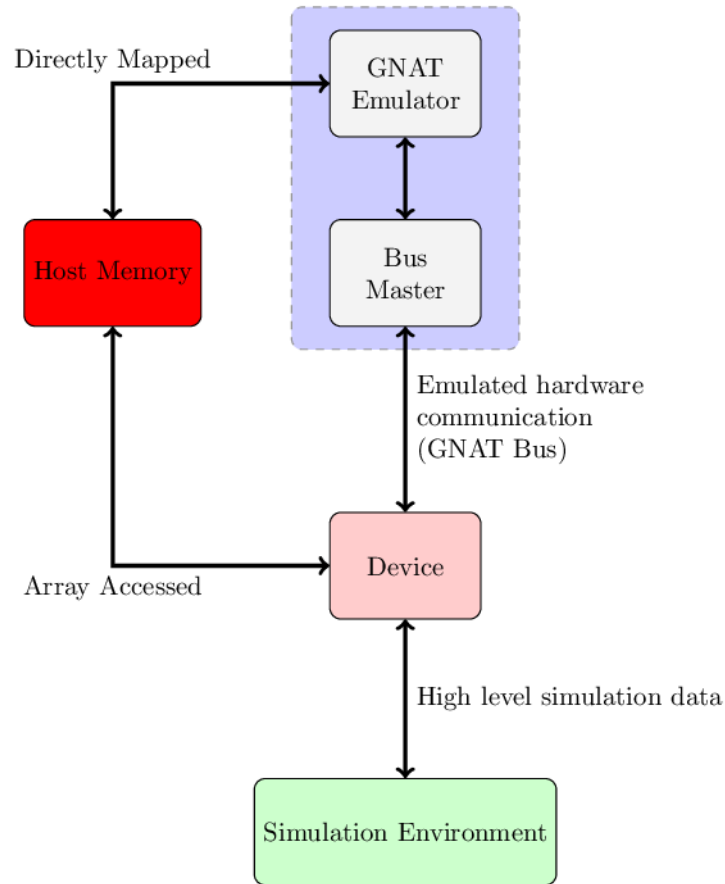 Directly Mapped
GNAT
Emulator
Host Memory
Bus
Master
Emulated hardware
communication
(GNAT Bus)
Array Accessed
Device
High level simulation data
Simulation Environment